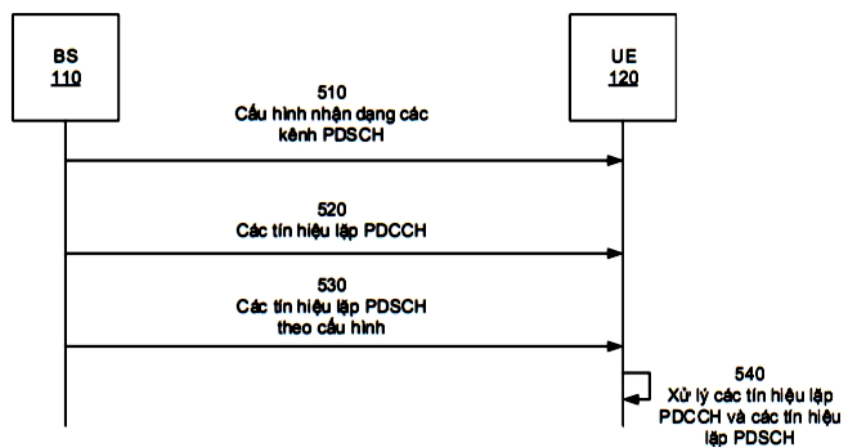 BS
110
UE
120
510
Cấu hình nhận dạng các
kênh PDSCH
520
Các tín hiệu lặp PDCCH
530
Các tín hiệu lặp PDSCH
theo cấu hình
540
Xử lý các tín hiệu lặp
PDCCH và các tín hiệu
lặp PDSCH